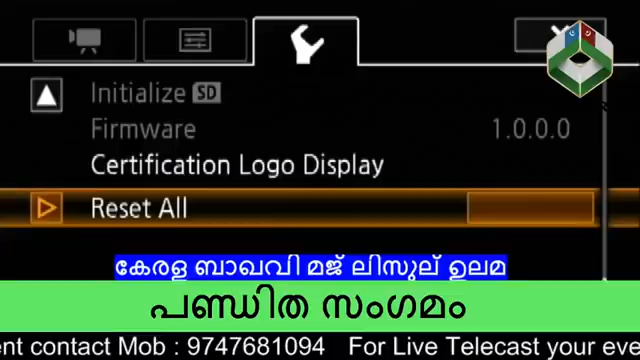 Initialize SD
Firmware 1.0.0.0
Certification Logo Display
Reset All
കേരള ബാഖവി മജ് ലിസുല് ഉലമ
പണ്ഡിത സംഗമം
ent contact Mob : 9747681094 For Live Telecast your eve